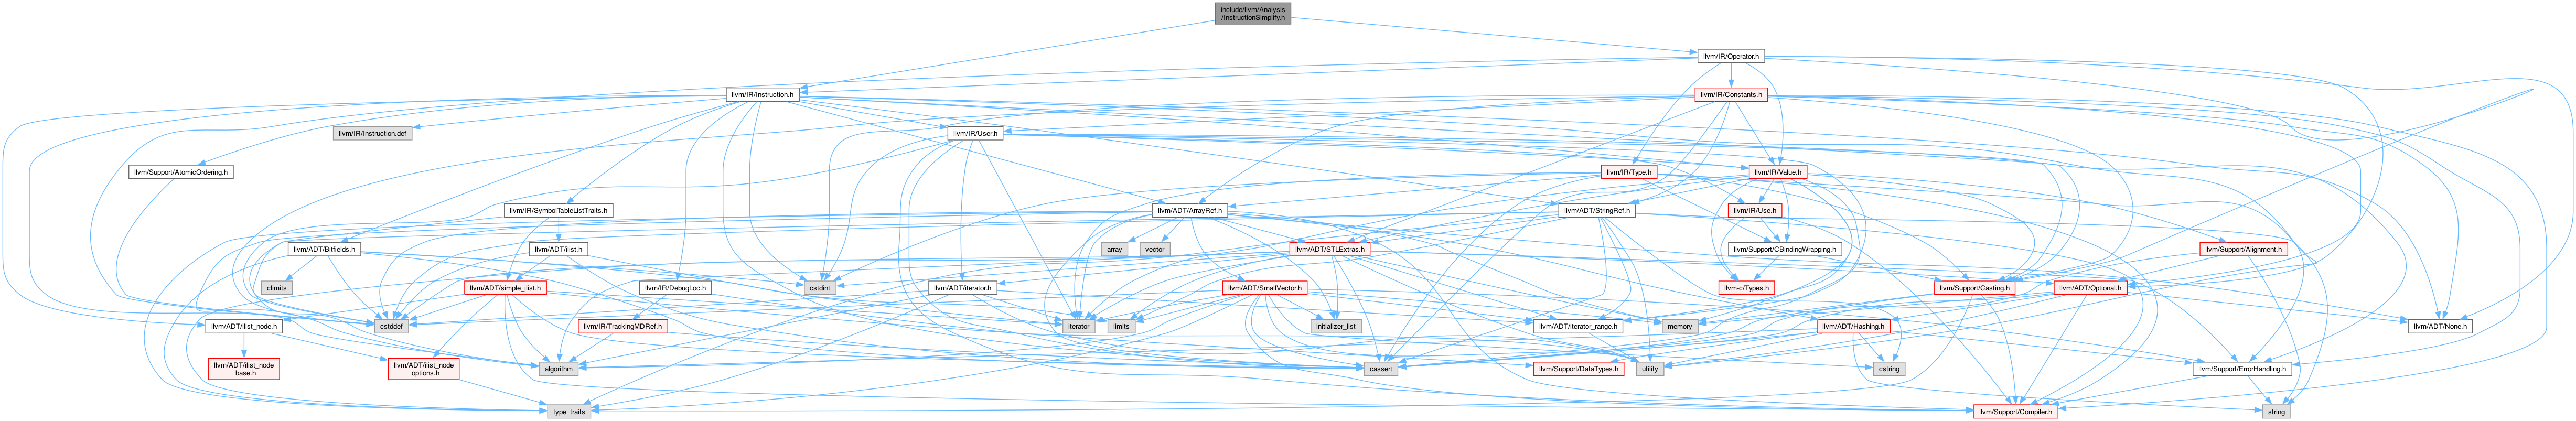 include/llvm/Analysis
/InstructionSimplify.h
llvm/IR/Operator.h
llvm/IR/Instruction.h
llvm/IR/Constants.h
llvm/IR/Instruction.def
llvm/IR/User.h
llvm/Support/AtomicOrdering.h
llvm/IR/Type.h
llvm/IR/Value.h
llvm/IR/SymbolTableListTraits.h
llvm/ADT/ArrayRef.h
llvm/ADT/StringRef.h
llvm/IR/Use.h
llvm/ADT/Bitfields.h
llvm/ADT/ilist.h
array
vector
llvm/ADT/STLExtras.h
llvm/Support/CBindingWrapping.h
llvm/Support/Alignment.h
climits
llvm/ADT/simple_ilist.h
llvm/IR/DebugLoc.h
cstdint
llvm/ADT/iterator.h
llvm/ADT/SmallVector.h
llvm-c/Types.h
llvm/Support/Casting.h
llvm/ADT/Optional.h
llvm/ADT/ilist_node.h
cstddef
llvm/IR/TrackingMDRef.h
iterator
limits
initializer_list
llvm/ADT/iterator_range.h
memory
llvm/ADT/Hashing.h
llvm/ADT/None.h
llvm/ADT/ilist_node
_base.h
llvm/ADT/ilist_node
_options.h
algorithm
cassert
llvm/Support/DataTypes.h
utility
cstring
llvm/Support/ErrorHandling.h
type_traits
llvm/Support/Compiler.h
string